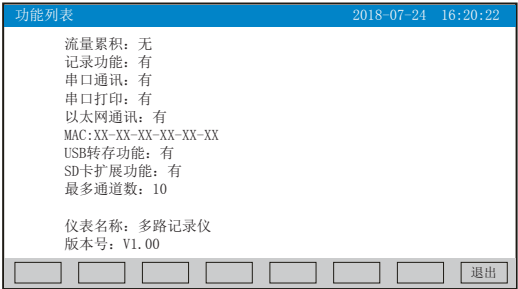 功能列表 2018-07-24 16:20:22
流量累积：无
记录功能：有
串口通讯：有
串口打印：有
以太网通讯：有
MAC:XX-XX-XX-XX-XX-XX
USB转存功能：有
SD卡扩展功能：有
最多通道数：10
仪表名称：多路记录仪
版本号：V1.00
退出